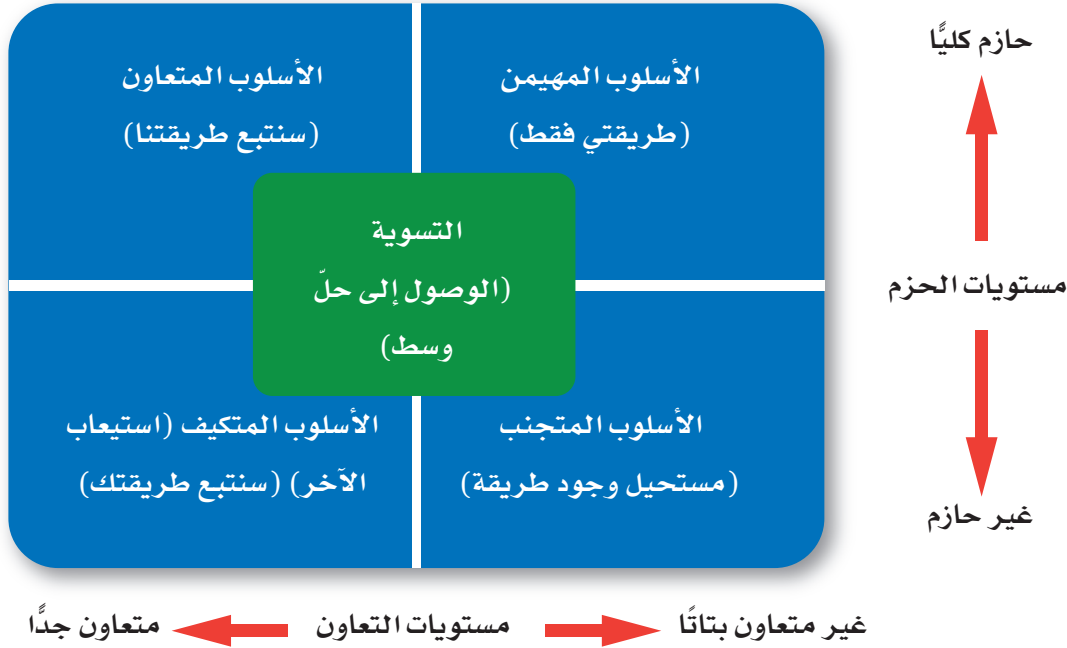 حازم كليًّا
الأسلوب المهيمن
(طريقتي فقط)
الأسلوب المتعاون
(سنتبع طريقتنا)
التسوية
(الوصول إلى حلّ
وسط)
مستويات الحزم
الأسلوب المتجنب
(مستحيل وجود طريقة)
الأسلوب المتكيف (استيعاب
الآخر) (سنتبع طريقتك)
غير حازم
غير متعاون بتاتًا
مستويات التعاون
متعاون جدًّا